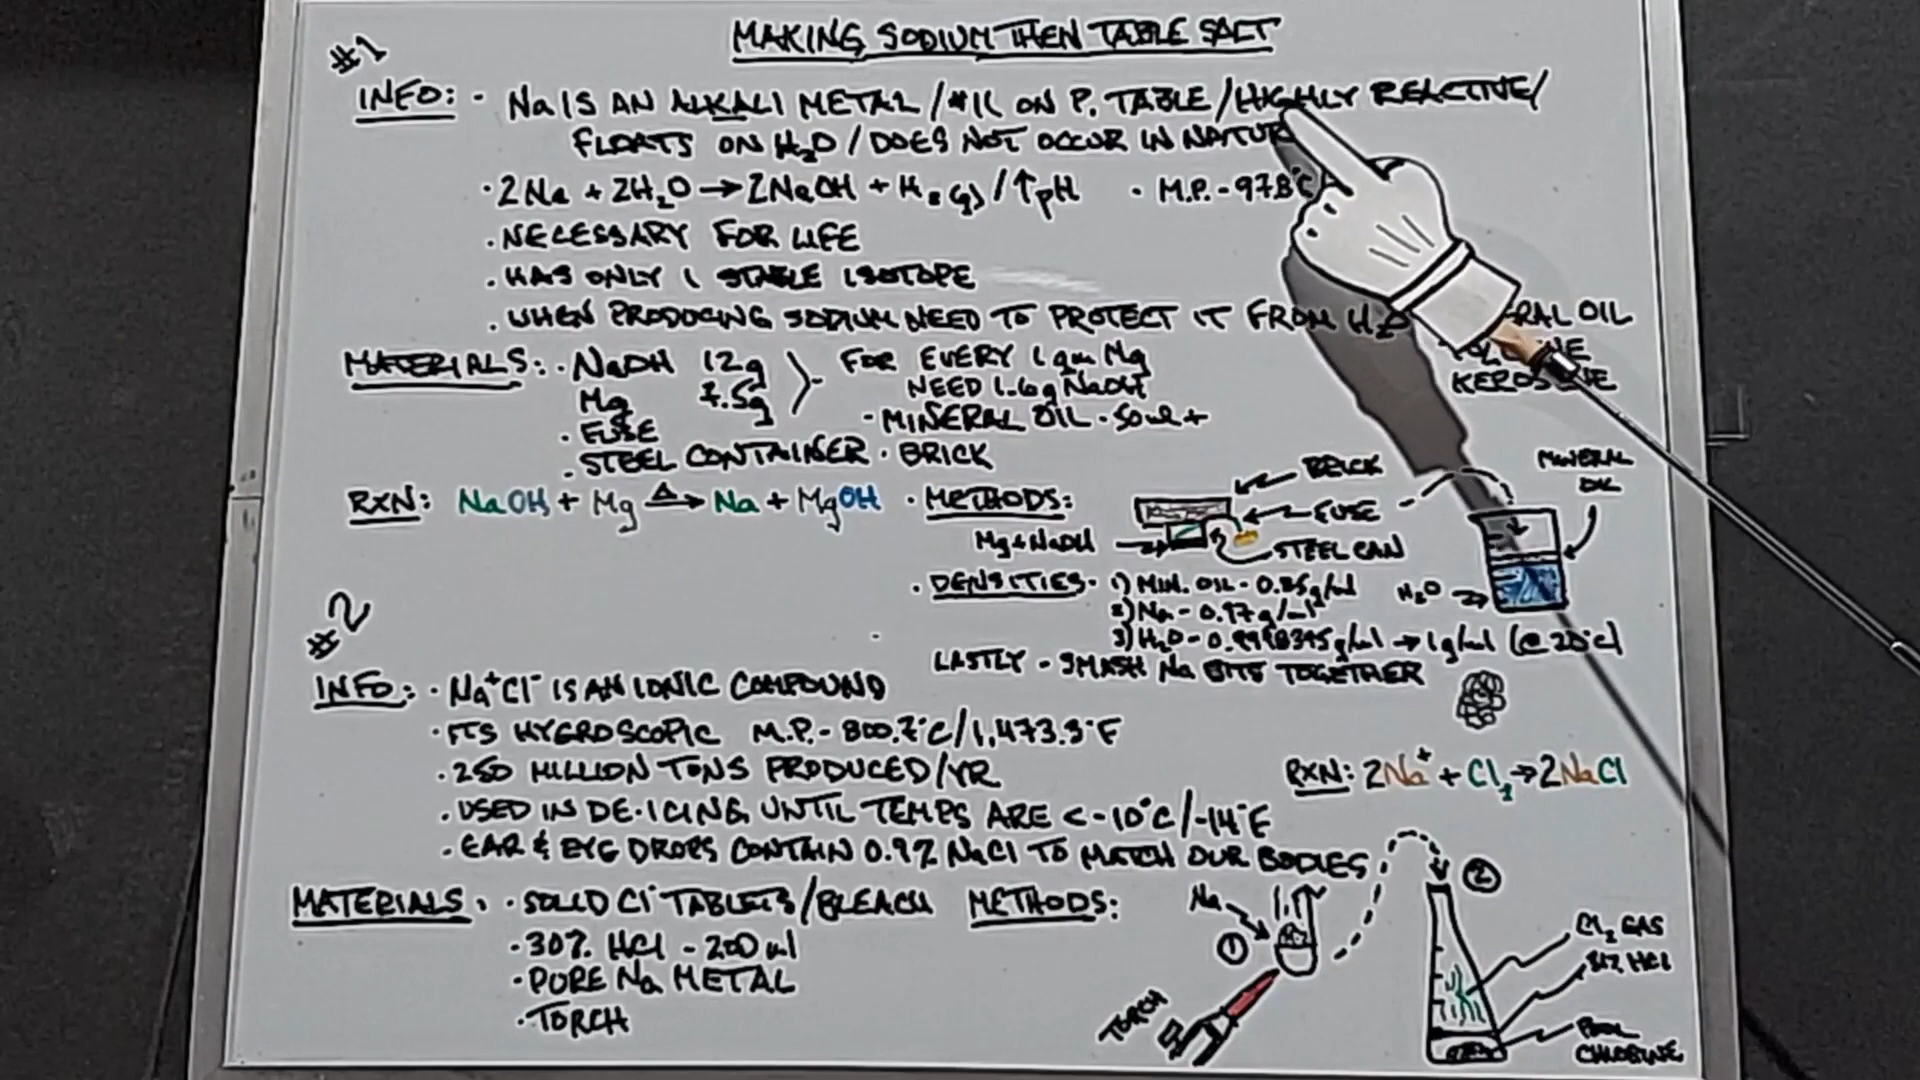 MAKING SODIUM THEN TABLE SALT
#1
INFO: - Na IS AN ALKALI METAL / #11 ON P. TABLE / HIGHLY REACTIVE /
FLOATS ON H₂O / DOES NOT OCCUR IN NATUR
· 2Na + 2H₂O → 2NaOH + H₂(g) / ↑pH · M.P. - 97.8°C
· NECESSARY FOR LIFE
· HAS ONLY 1 STABLE ISOTOPE
· WHEN PRODUCING SODIUM NEED TO PROTECT IT FROM H₂O
RAL OIL
KEROSENE
MATERIALS: · NaOH 12g > - FOR EVERY 1 gm Mg
Mg 7.5g NEED 1.6g NaOH
· FUSE - MINERAL OIL · SOUL +
· STEEL CONTAINER · BRICK
RXN: NaOH + Mg Δ→ Na + MgOH
· METHODS:
BRICK
FUSE
Mg + NaOH
STEEL CAN
MINERAL OIL
H₂O
· DENSITIES - 1) MIN. OIL - 0.85g/ml
2) Na - 0.97g/ml
3) H₂O - 0.9998395g/ml → 1g/ml (@ 20°C)
LASTLY - SMASH Na BITS TOGETHER
#2
INFO: · Na⁺Cl⁻ IS AN IONIC COMPOUND
· ITS HYGROSCOPIC M.P. - 800.7°C/1,473.3°F
· 250 MILLION TONS PRODUCED/YR
· USED IN DE-ICING UNTIL TEMPS ARE <-10°C/-14°F
· EAR & EYE DROPS CONTAIN 0.9% NaCl TO MATCH OUR BODIES
RXN: 2Na⁺ + Cl₂ → 2NaCl
MATERIALS: · SOLID Cl⁻ TABLETS/BLEACH
· 30% HCl - 200 ml
· PURE Na METAL
· TORCH
METHODS:
Na
1
TORCH
2
Cl₂ GAS
31% HCl
POOL CHLORINE